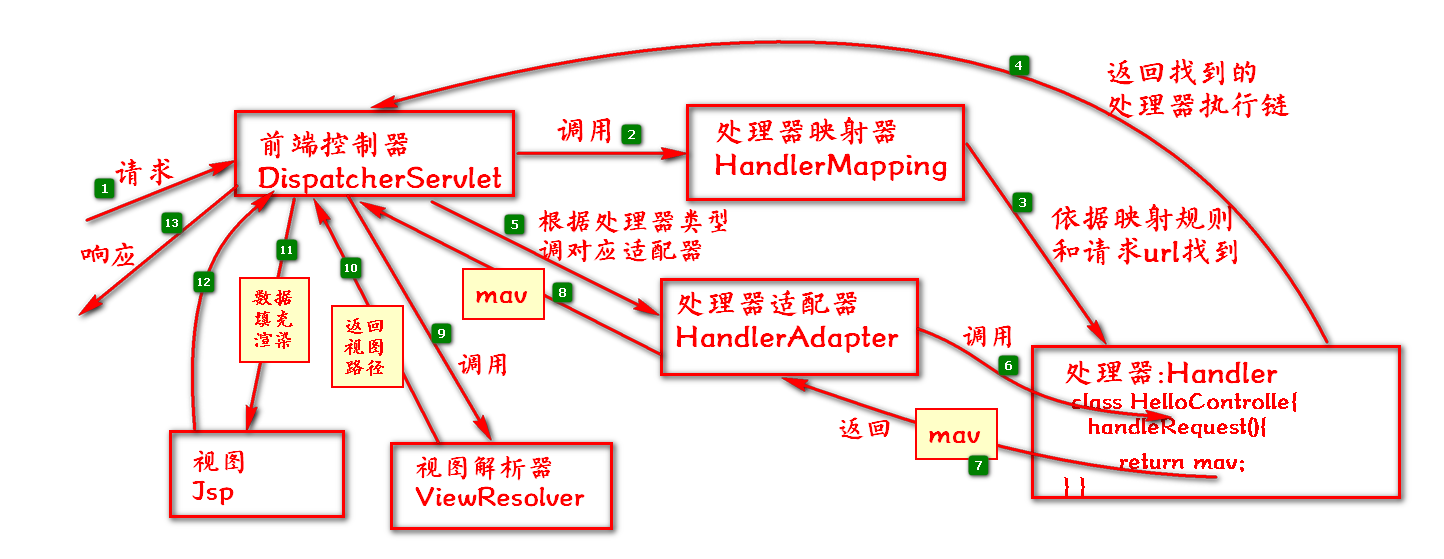 4
返回找到的
处理器执行链
前端控制器
DispatcherServlet
调用
2
处理器映射器
HandlerMapping
请求
1
3
依据映射规则
和请求url找到
13
响应
5
根据处理器类型
调对应适配器
12
11
数据
填充
渲染
10
返回
视图
路径
mav
8
处理器适配器
HandlerAdapter
9
调用
调用
6
处理器:Handler
class HelloControlle{
handleRequest(){
return mav;
} }
返回
mav
7
视图
Jsp
视图解析器
ViewResolver